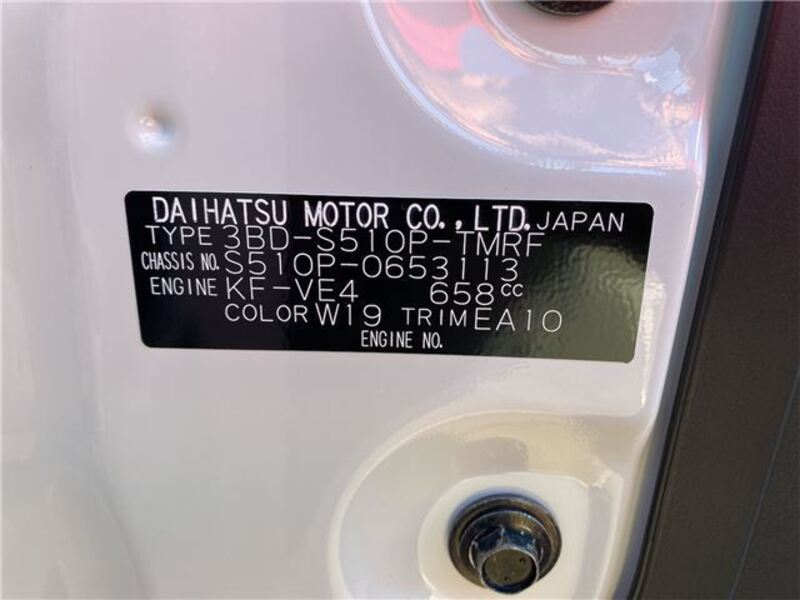 DAIHATSU MOTOR CO.,LTD. JAPAN
TYPE 3BD-S510P-TMRF
CHASSIS NO. S510P-0653113
ENGINE KF-VE4 658cc
COLOR W19 TRIM EA10
ENGINE NO.